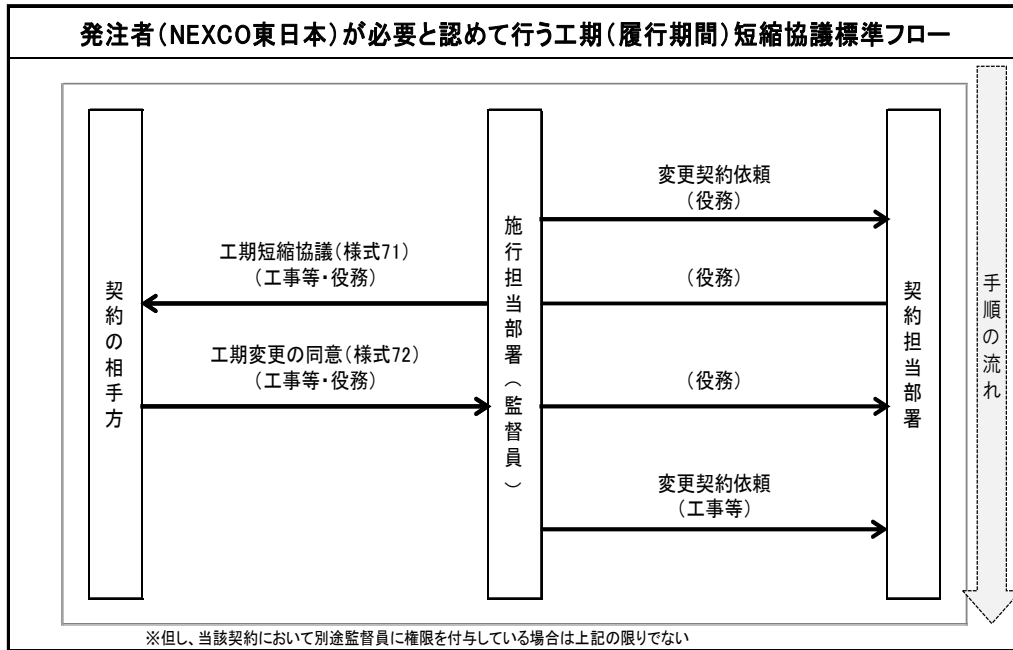 発注者(NEXCO東日本)が必要と認めて行う工期(履行期間)短縮協議標準フロー
契約の相手方
施行担当部署(監督員)
契約担当部署
手順の流れ
変更契約依頼
(役務)
工期短縮協議(様式71)
(工事等・役務)
(役務)
工期変更の同意(様式72)
(工事等・役務)
(役務)
変更契約依頼
(工事等)
※但し、当該契約において別途監督員に権限を付与している場合は上記の限りでない